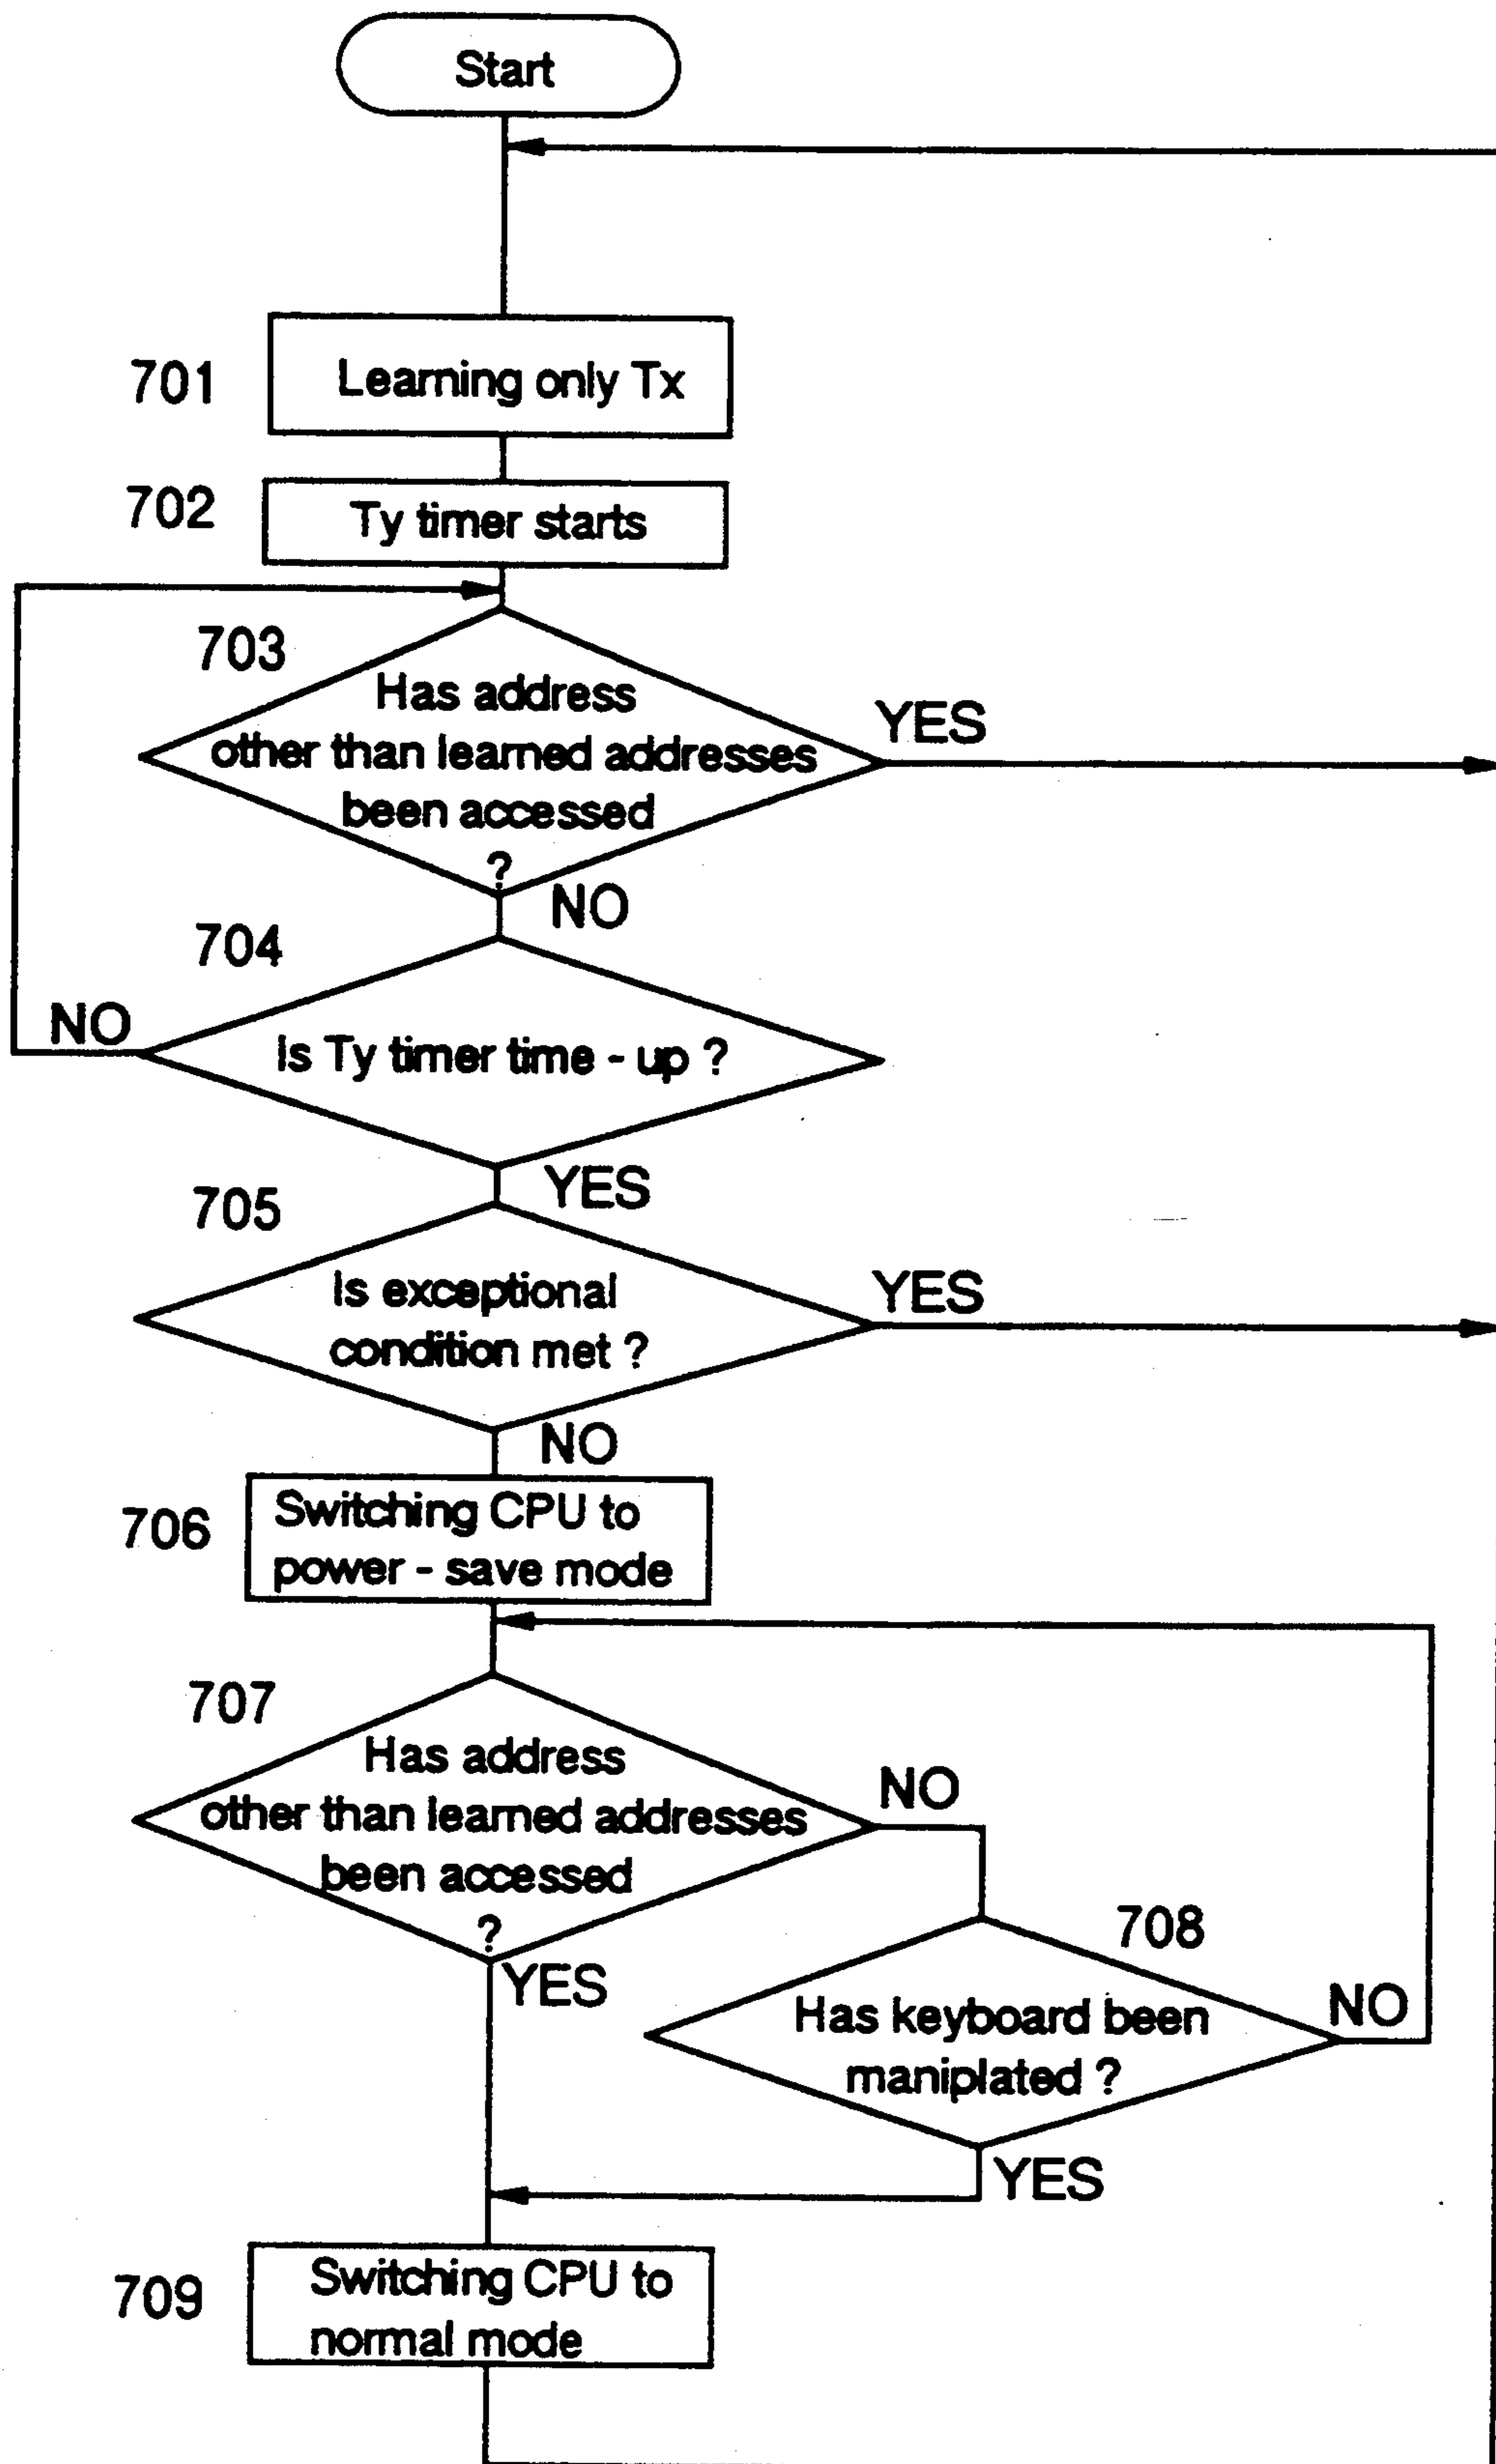 Start
701
Learning only Tx
702
Ty timer starts
703
Has address
other than learned addresses
been accessed
?
YES
NO
704
NO
Is Ty timer time - up ?
YES
705
Is exceptional
condition met ?
YES
NO
706
Switching CPU to
power - save mode
707
Has address
other than learned addresses
been accessed
?
NO
YES
708
Has keyboard been
maniplated ?
NO
YES
709
Switching CPU to
normal mode